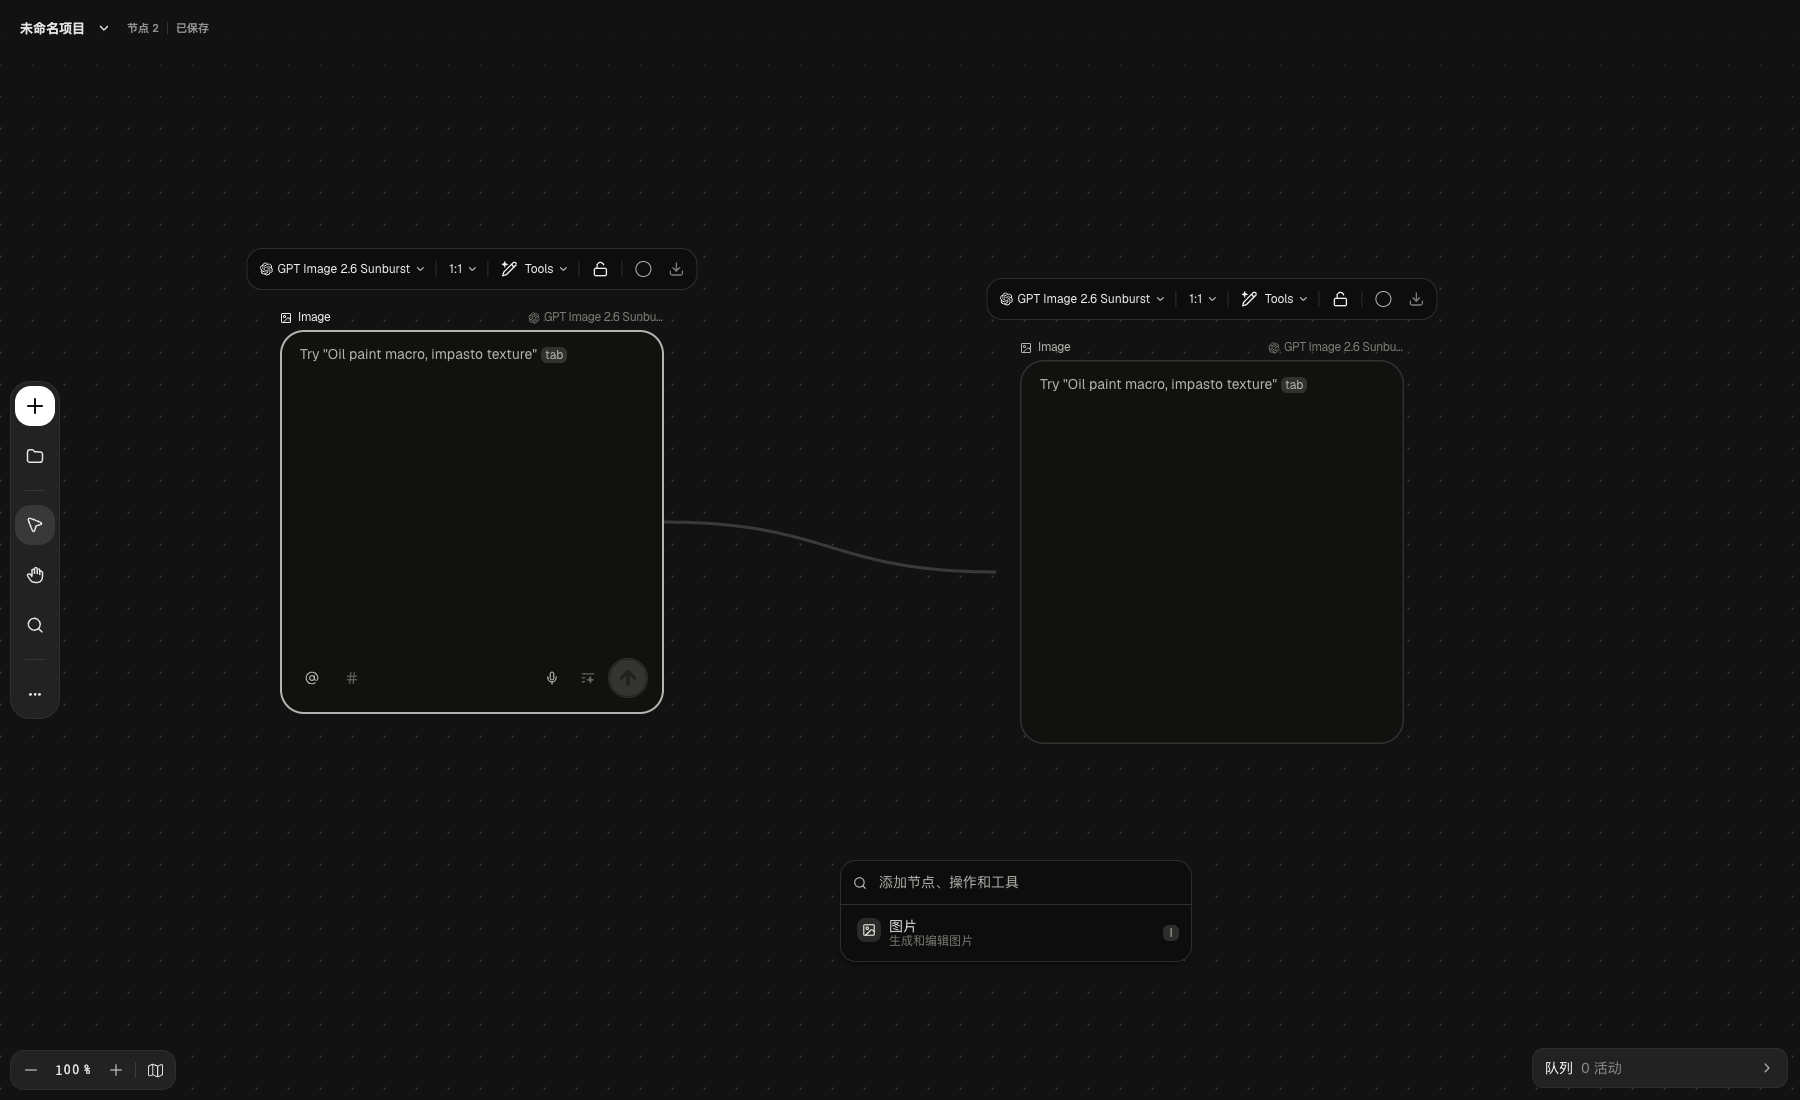 未命名项目 节点 2 已保存
GPT Image 2.6 Sunburst 1:1 Tools
Image GPT Image 2.6 Sunbu...
Try "Oil paint macro, impasto texture" tab
@ #
GPT Image 2.6 Sunburst 1:1 Tools
Image GPT Image 2.6 Sunbu...
Try "Oil paint macro, impasto texture" tab
添加节点、操作和工具
图片 I
生成和编辑图片
100 %
队列 0 活动